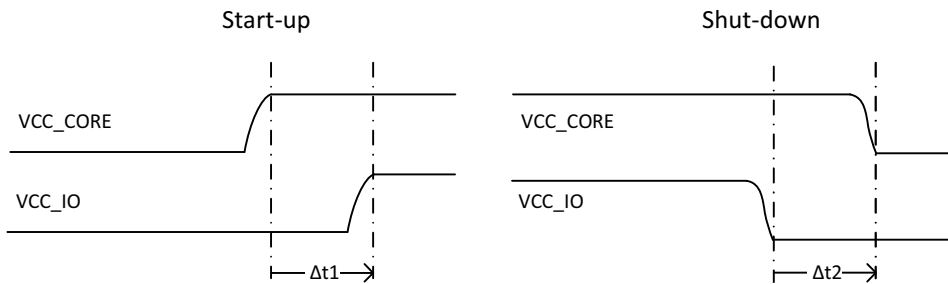 Start-up
VCC_CORE
VCC_IO
Δt1
Shut-down
VCC_CORE
VCC_IO
Δt2